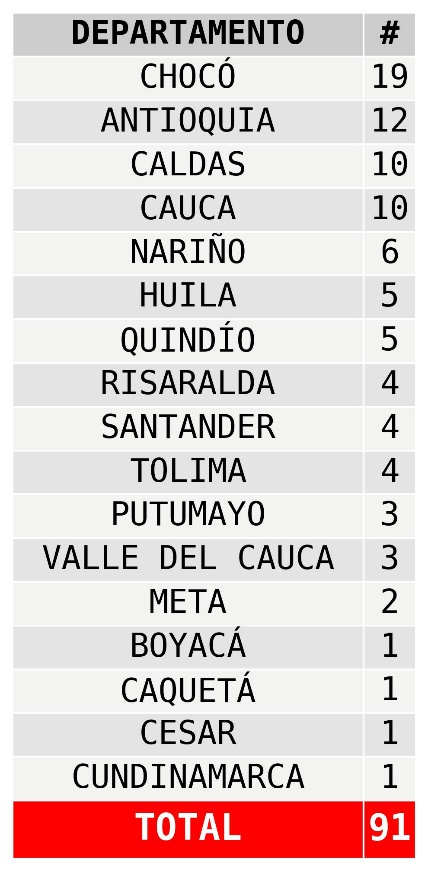 DEPARTAMENTO #
CHOCÓ 19
ANTIOQUIA 12
CALDAS 10
CAUCA 10
NARIÑO 6
HUILA 5
QUINDÍO 5
RISARALDA 4
SANTANDER 4
TOLIMA 4
PUTUMAYO 3
VALLE DEL CAUCA 3
META 2
BOYACÁ 1
CAQUETÁ 1
CESAR 1
CUNDINAMARCA 1
TOTAL 91